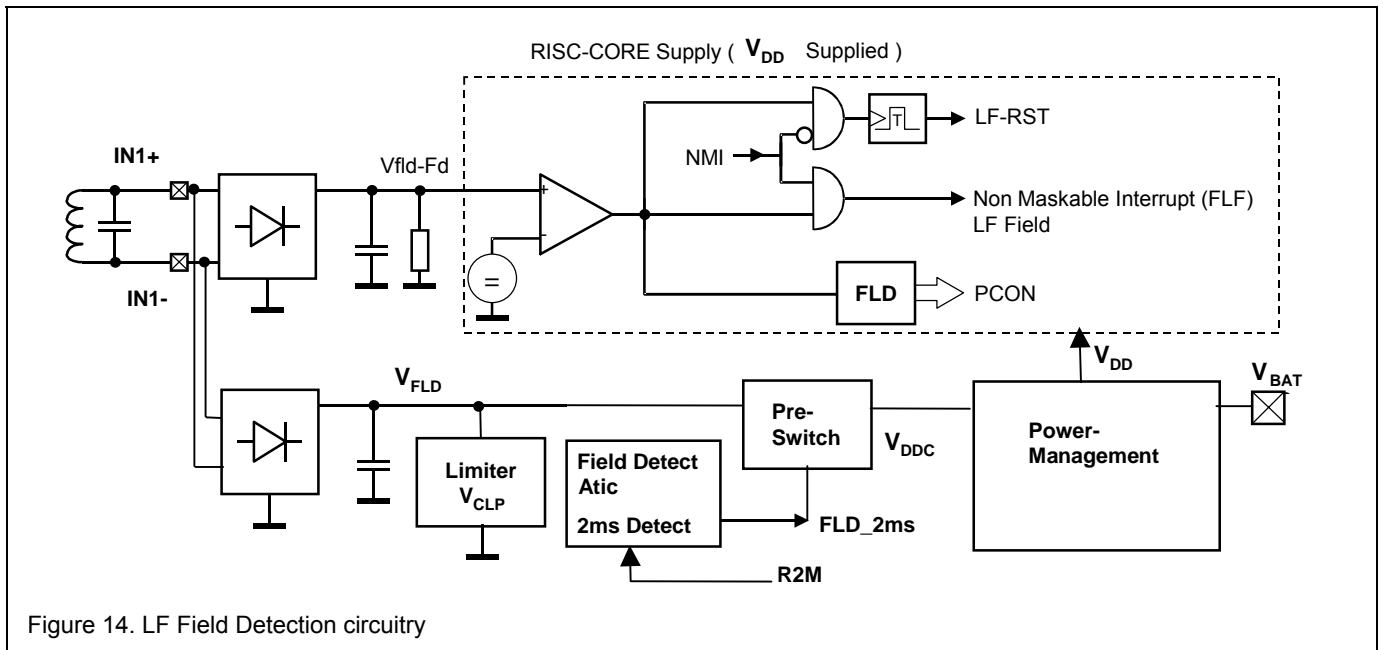 RISC-CORE Supply ( VDD Supplied )
IN1+
Vfld-Fd
+
-
=
NMI
T
LF-RST
Non Maskable Interrupt (FLF)
LF Field
FLD
PCON
IN1-
VDD
VBAT
VFLD
Limiter
VCLP
Field Detect
Atic
2ms Detect
Pre-
Switch
VDDC
FLD_2ms
R2M
Power-
Management
Figure 14. LF Field Detection circuitry